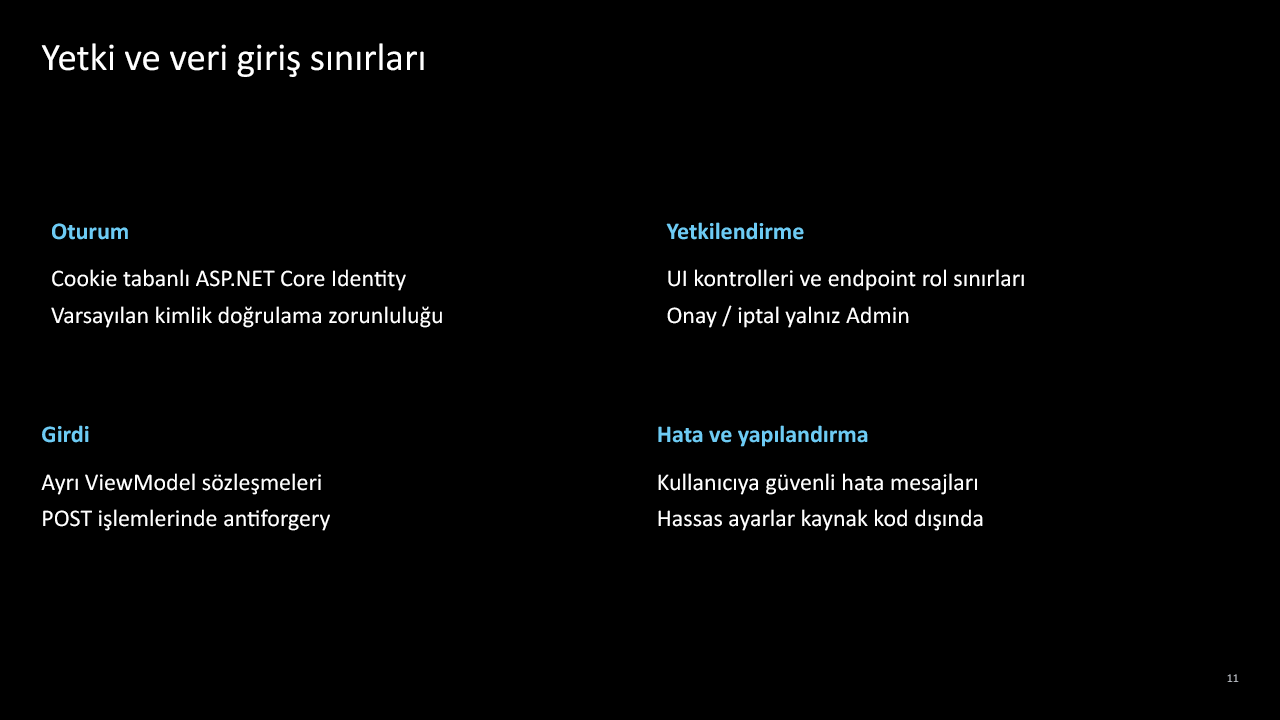 Yetki ve veri giriş sınırları
Oturum
Cookie tabanlı ASP.NET Core Identity
Varsayılan kimlik doğrulama zorunluluğu
Yetkilendirme
UI kontrolleri ve endpoint rol sınırları
Onay / iptal yalnız Admin
Girdi
Ayrı ViewModel sözleşmeleri
POST işlemlerinde antiforgery
Hata ve yapılandırma
Kullanıcıya güvenli hata mesajları
Hassas ayarlar kaynak kod dışında
11